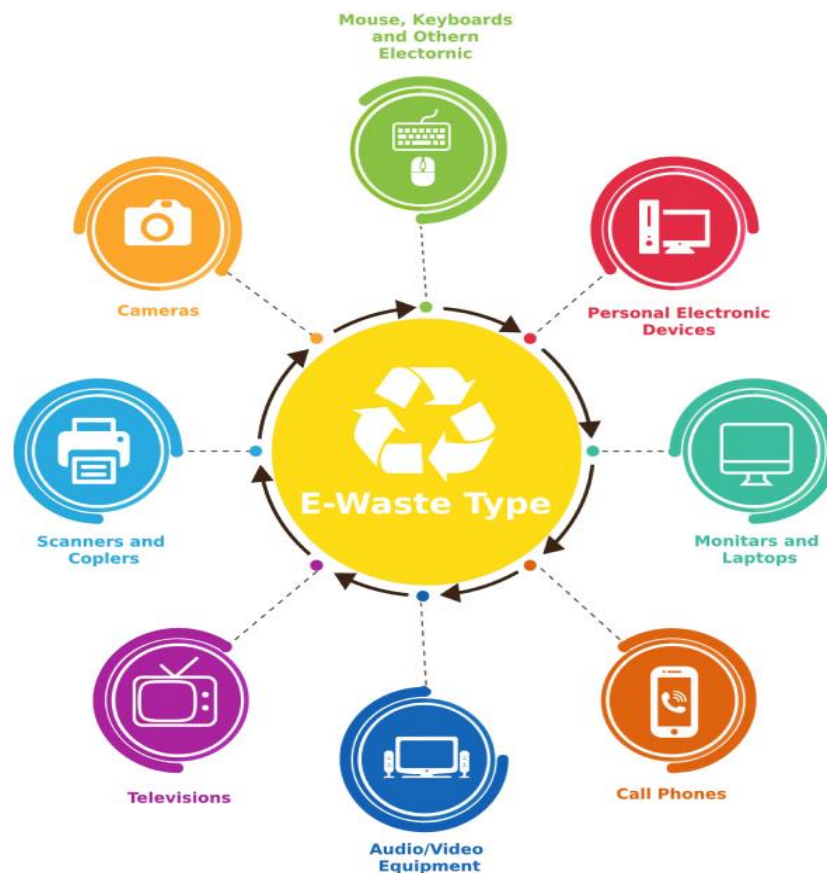 Mouse, Keyboards
and Othern
Electornic
Cameras
Personal Electronic
Devices
E-Waste Type
Scanners and
Coplers
Monitars and
Laptops
Televisions
Call Phones
Audio/Video
Equipment